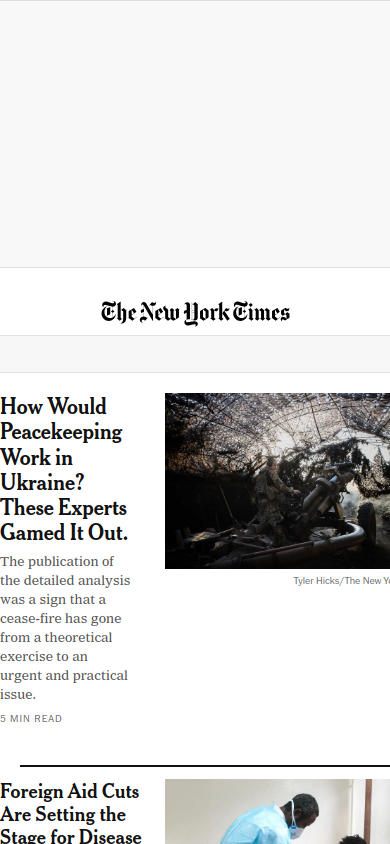 The New York Times
How Would
Peacekeeping
Work in
Ukraine?
These Experts
Gamed It Out.
The publication of
the detailed analysis
was a sign that a
cease-fire has gone
from a theoretical
exercise to an
urgent and practical
issue.
5 MIN READ
Tyler Hicks/The New Yo
Foreign Aid Cuts
Are Setting the
Stage for Disease